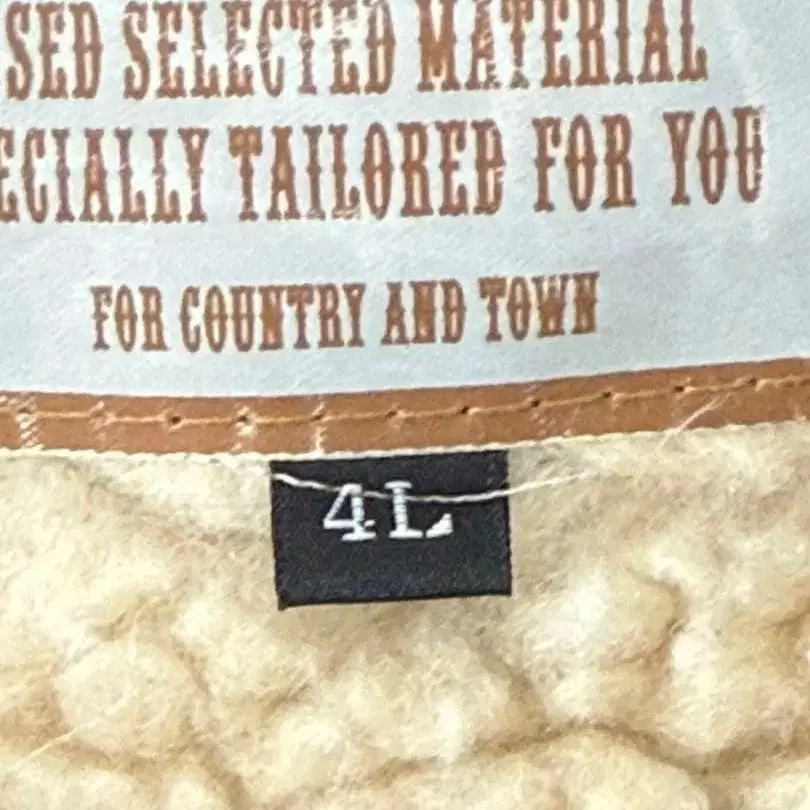 SED SELECTED MATERIAL
ECIALLY TAILORED FOR YOU
FOR COUNTRY AND TOWN
4L